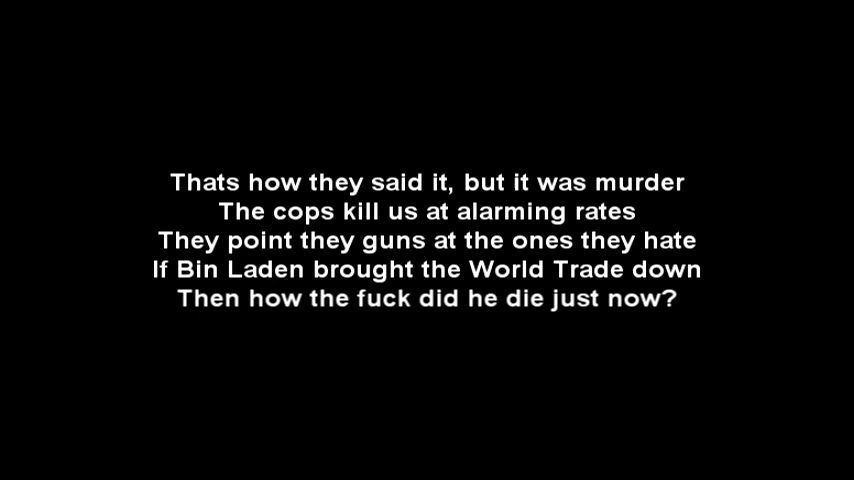 Thats how they said it, but it was murder
The cops kill us at alarming rates
They point they guns at the ones they hate
If Bin Laden brought the World Trade down
Then how the fuck did he die just now?